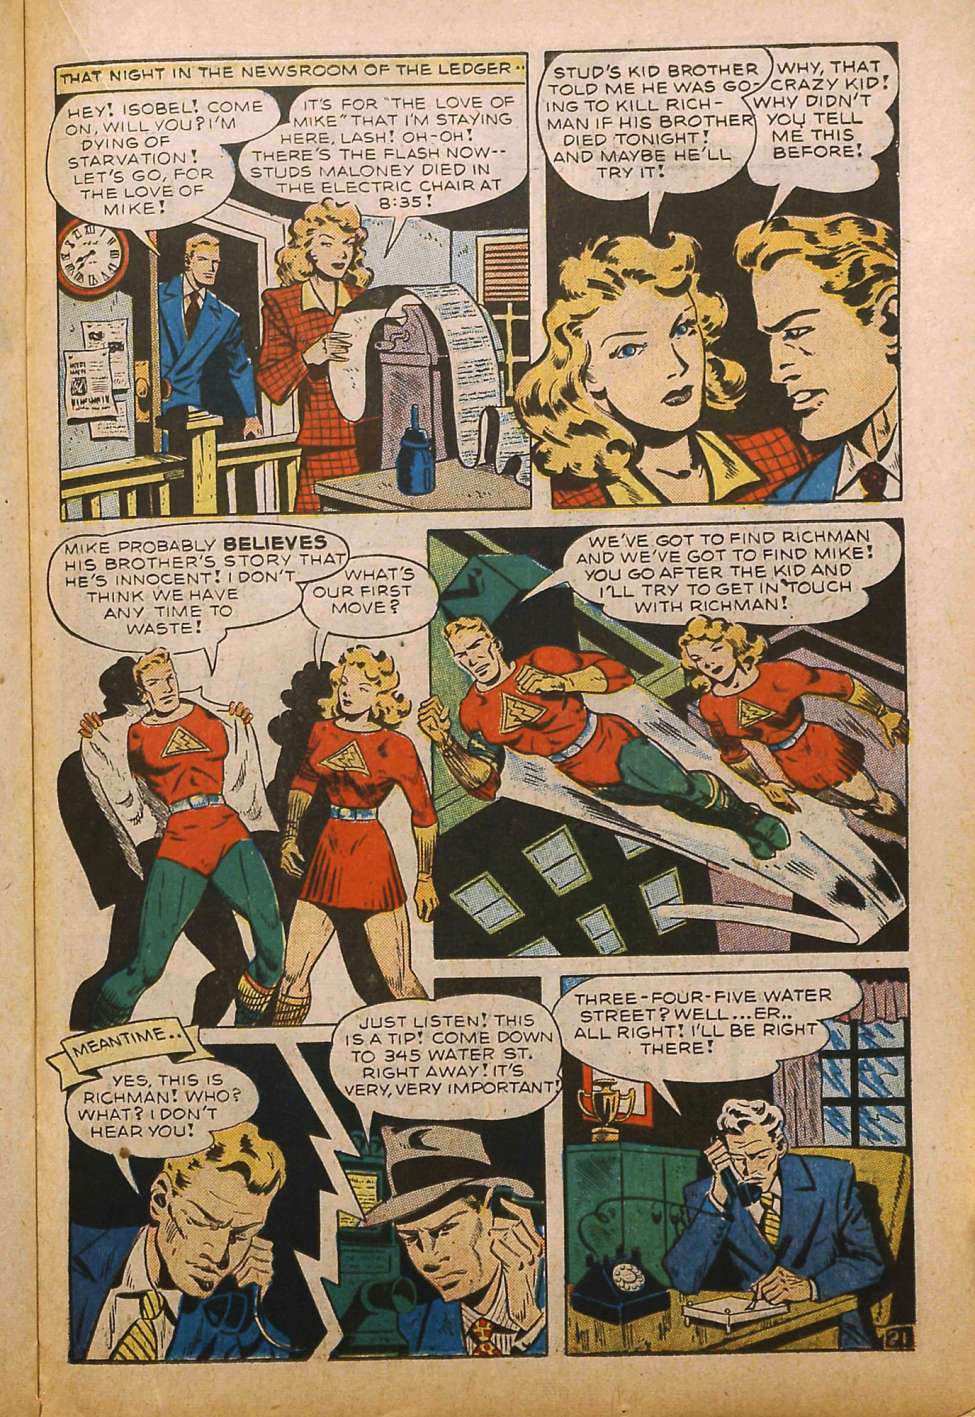 THAT NIGHT IN THE NEWSROOM OF THE LEDGER..
HEY! ISOBEL! COME
ON, WILL YOU? I'M
DYING OF
STARVATION!
LET'S GO, FOR
THE LOVE OF
MIKE!
IT'S FOR "THE LOVE OF
MIKE" THAT I'M STAYING
HERE, LASH! OH-OH!
THERE'S THE FLASH NOW--
STUDS MALONEY DIED IN
THE ELECTRIC CHAIR AT
8:35!
STUD'S KID BROTHER
TOLD ME HE WAS GO-
ING TO KILL RICH-
MAN IF HIS BROTHER
DIED TONIGHT!
AND MAYBE HE'LL
TRY IT!
WHY, THAT
CRAZY KID!
WHY DIDN'T
YOU TELL
ME THIS
BEFORE!
MIKE PROBABLY BELIEVES
HIS BROTHER'S STORY THAT
HE'S INNOCENT! I DON'T
THINK WE HAVE
ANY TIME TO
WASTE!
WHAT'S
OUR FIRST
MOVE?
WE'VE GOT TO FIND RICHMAN
AND WE'VE GOT TO FIND MIKE!
YOU GO AFTER THE KID AND
I'LL TRY TO GET IN TOUCH
WITH RICHMAN!
MEANTIME..
YES, THIS IS
RICHMAN! WHO?
WHAT? I DON'T
HEAR YOU!
JUST LISTEN! THIS
IS A TIP! COME DOWN
TO 345 WATER ST.
RIGHT AWAY! IT'S
VERY, VERY IMPORTANT!
THREE-FOUR-FIVE WATER
STREET? WELL...ER..
ALL RIGHT! I'LL BE RIGHT
THERE!
21